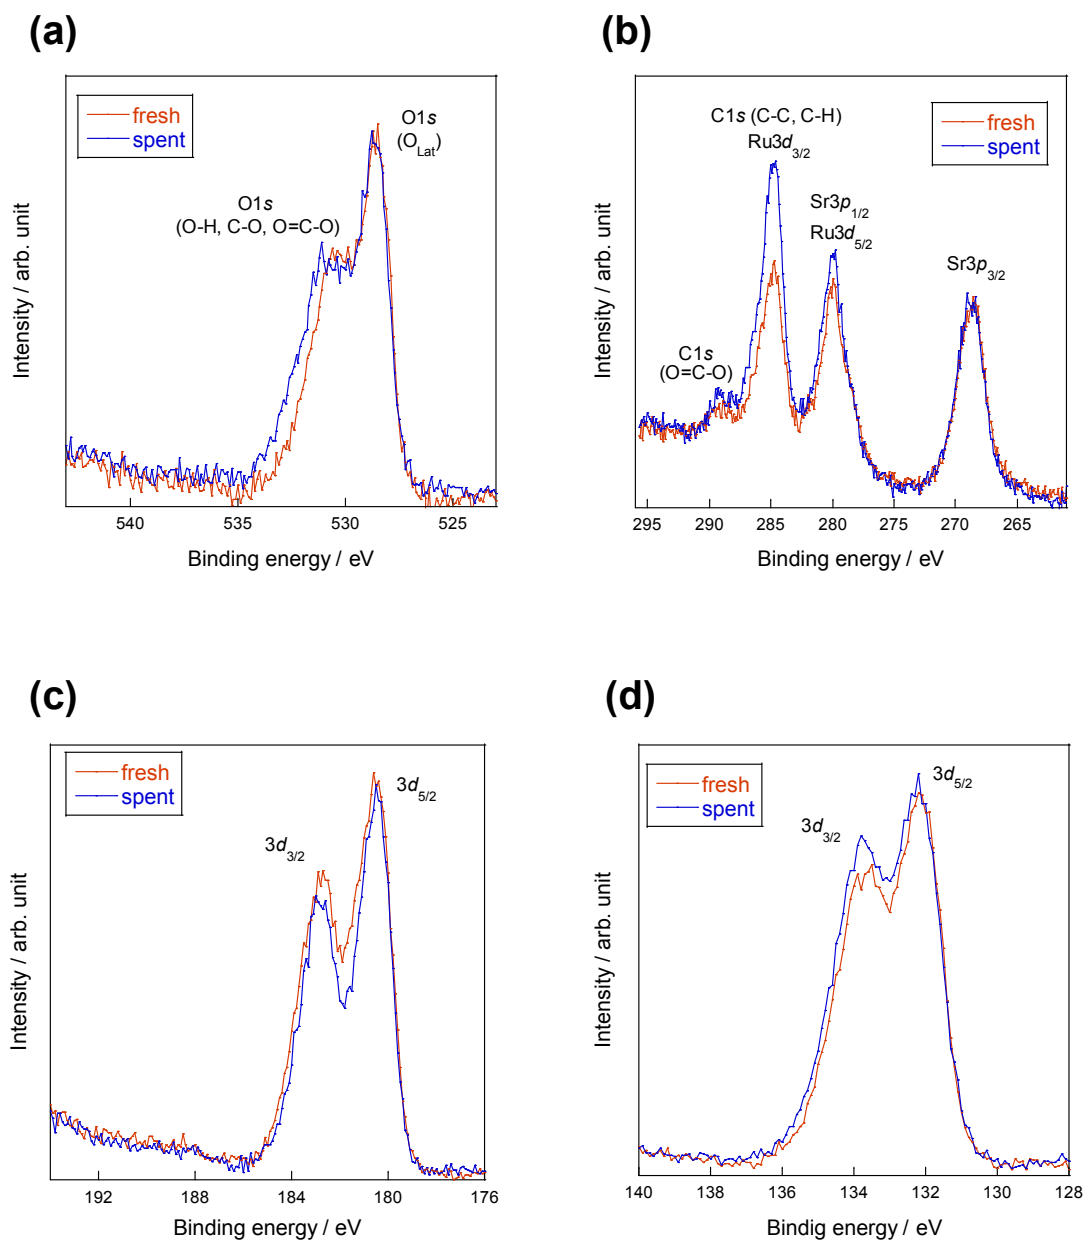 (a)
fresh
spent
O1s
(O_Lat)
O1s
(O-H, C-O, O=C-O)
Intensity / arb. unit
540
535
530
525
Binding energy / eV
(b)
fresh
spent
C1s (C-C, C-H)
Ru3d3/2
Sr3p1/2
Ru3d5/2
Sr3p3/2
C1s
(O=C-O)
Intensity / arb. unit
295
290
285
280
275
270
265
Binding energy / eV
(c)
fresh
spent
3d5/2
3d3/2
Intensity / arb. unit
192
188
184
180
176
Binding energy / eV
(d)
fresh
spent
3d5/2
3d3/2
Intensity / arb. unit
140
138
136
134
132
130
128
Bindig energy / eV